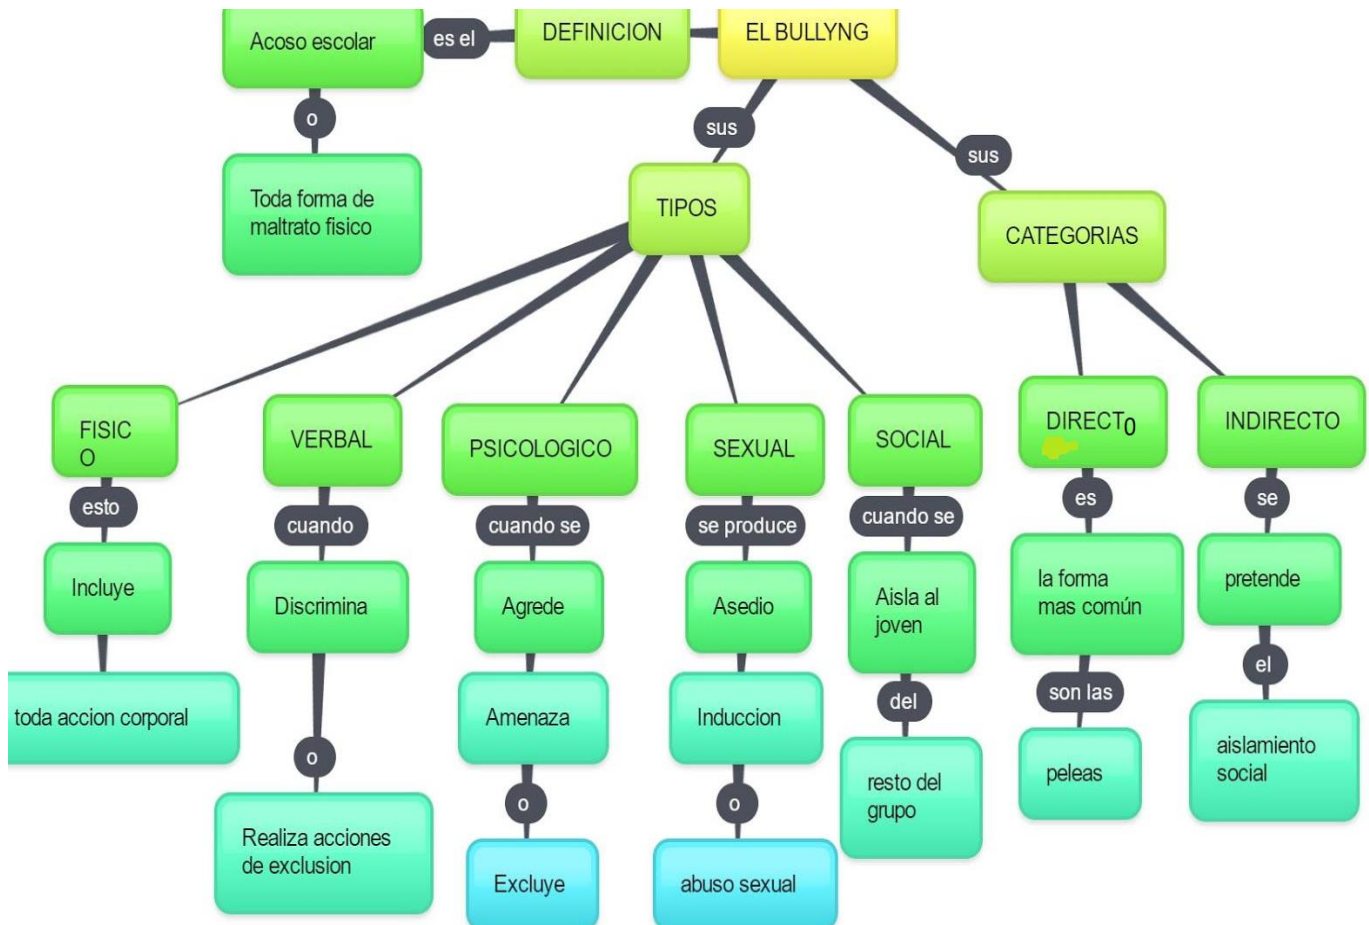 Acoso escolar
es el
DEFINICION
EL BULLYNG
o
Toda forma de
maltrato fisico
sus
sus
TIPOS
CATEGORIAS
FISIC
O
VERBAL
PSICOLOGICO
SEXUAL
SOCIAL
DIRECT0
INDIRECTO
esto
cuando
cuando se
se produce
cuando se
es
se
Incluye
Discrimina
Agrede
Asedio
Aisla al
joven
la forma
mas común
pretende
toda accion corporal
Amenaza
Induccion
del
son las
el
o
o
o
resto del
grupo
peleas
aislamiento
social
Realiza acciones
de exclusion
Excluye
abuso sexual